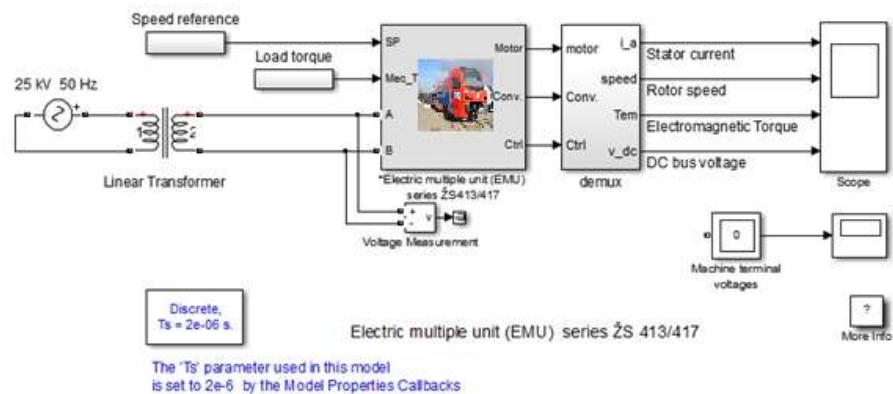 Speed reference
Load torque
25 kV 50 Hz
+
1
2
Linear Transformer
SP
Mec_T
A
B
Motor
Conv.
Ctrl
"Electric multiple unit (EMU)
series ŽS413/417
motor
Conv.
Ctrl
i_a
speed
Tem
v_dc
demux
Stator current
Rotor speed
Electromagnetic Torque
DC bus voltage
Scope
+
-
v
Voltage Measurement
0
Machine terminal
voltages
?
More Info
Discrete,
Ts = 2e-06 s.
Electric multiple unit (EMU) series ŽS 413/417
The 'Ts' parameter used in this model
is set to 2e-6 by the Model Properties Callbacks